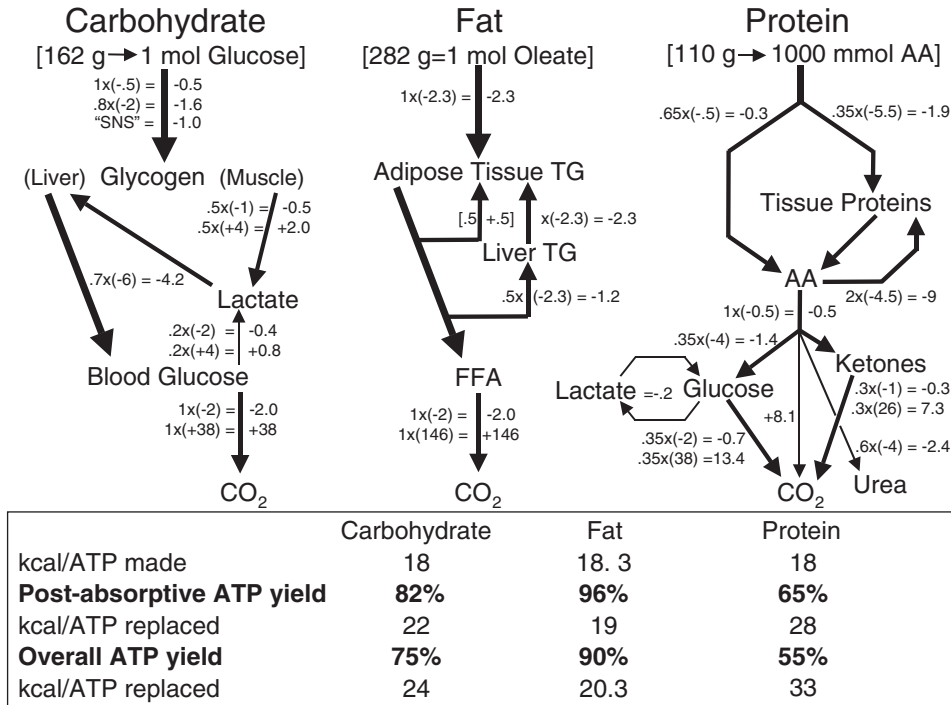 Carbohydrate
[162 g→1 mol Glucose]
1x(-.5) = -0.5
.8x(-2) = -1.6
“SNS” = -1.0
(Liver) Glycogen (Muscle)
.5x(-1) = -0.5
.5x(+4) = +2.0
.7x(-6) = -4.2
Lactate
.2x(-2) = -0.4
.2x(+4) = +0.8
Blood Glucose
1x(-2) = -2.0
1x(+38) = +38
CO2
Fat
[282 g=1 mol Oleate]
1x(-2.3) = -2.3
Adipose Tissue TG
[.5 +.5] x(-2.3) = -2.3
Liver TG
.5x (-2.3) = -1.2
FFA
1x(-2) = -2.0
1x(146) = +146
CO2
Protein
[110 g→1000 mmol AA]
.65x(-.5) = -0.3
.35x(-5.5) = -1.9
Tissue Proteins
AA
2x(-4.5) = -9
1x(-0.5) = -0.5
.35x(-4) = -1.4
Ketones
Lactate =-.2 Glucose
.3x(-1) = -0.3
.3x(26) = 7.3
+8.1
.35x(-2) = -0.7
.35x(38) =13.4
.6x(-4) = -2.4
Urea
CO2
Carbohydrate Fat Protein
kcal/ATP made 18 18. 3 18
Post-absorptive ATP yield 82% 96% 65%
kcal/ATP replaced 22 19 28
Overall ATP yield 75% 90% 55%
kcal/ATP replaced 24 20.3 33